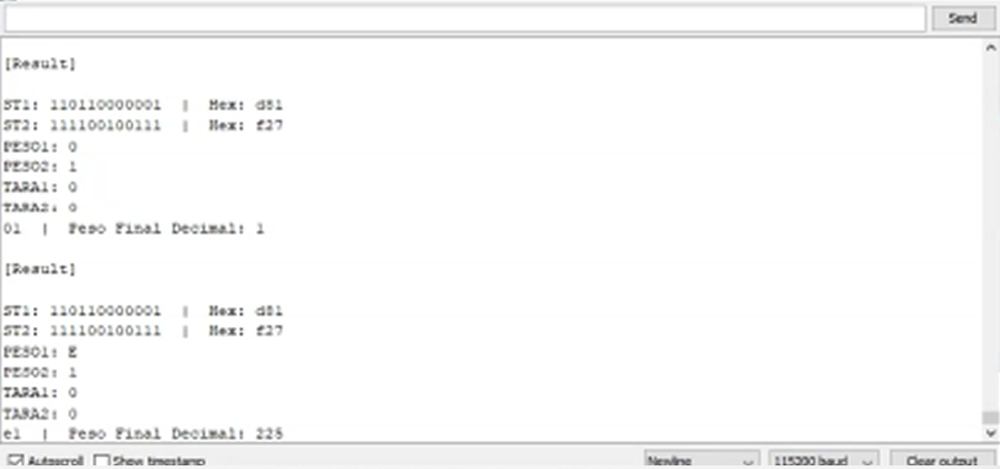 Send
[Result]
ST1: 110110000001 | Hex: d81
ST2: 111100100111 | Hex: f27
PESO1: 0
PESO2: 1
TARA1: 0
TARA2: 0
01 | Peso Final Decimal: 1
[Result]
ST1: 110110000001 | Hex: d81
ST2: 111100100111 | Hex: f27
PESO1: E
PESO2: 1
TARA1: 0
TARA2: 0
e1 | Peso Final Decimal: 225
Autoscroll Show timestamp Newline 115200 baud Clear output